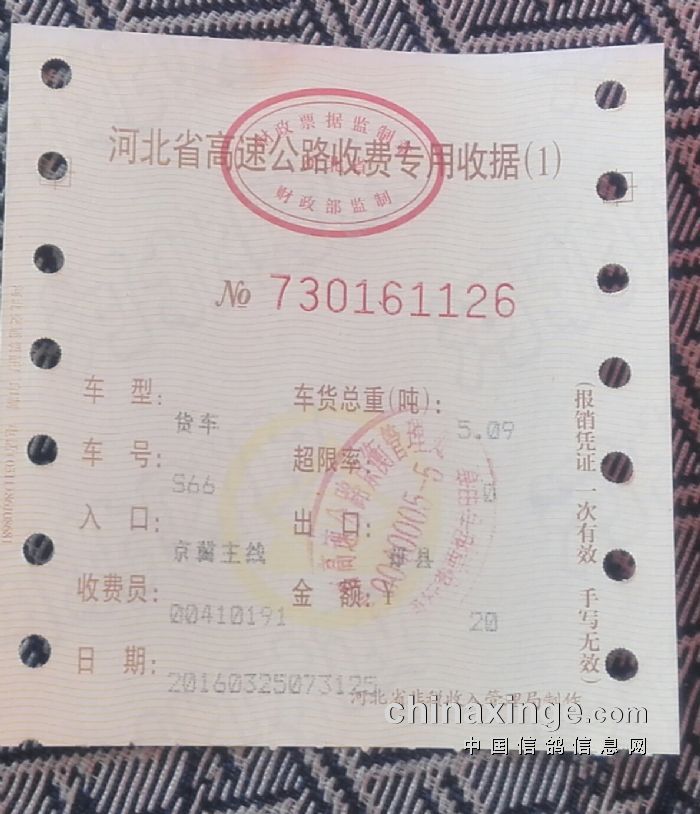 河北省高速公路收费专用收据(1)
财政票据监制
财政部监制
№ 730161126
车 型: 货车 车货总重(吨): 5.09
车 号: S66 超限率: 0
入 口: 京冀主线 出 口: 县
收费员: 00410191 金 额:¥ 20
日 期: 20160325073125
河北省非税收入管理局制作
(报销凭证 一次有效 手写无效)
chinaxinge.com
中国信鸽信息网